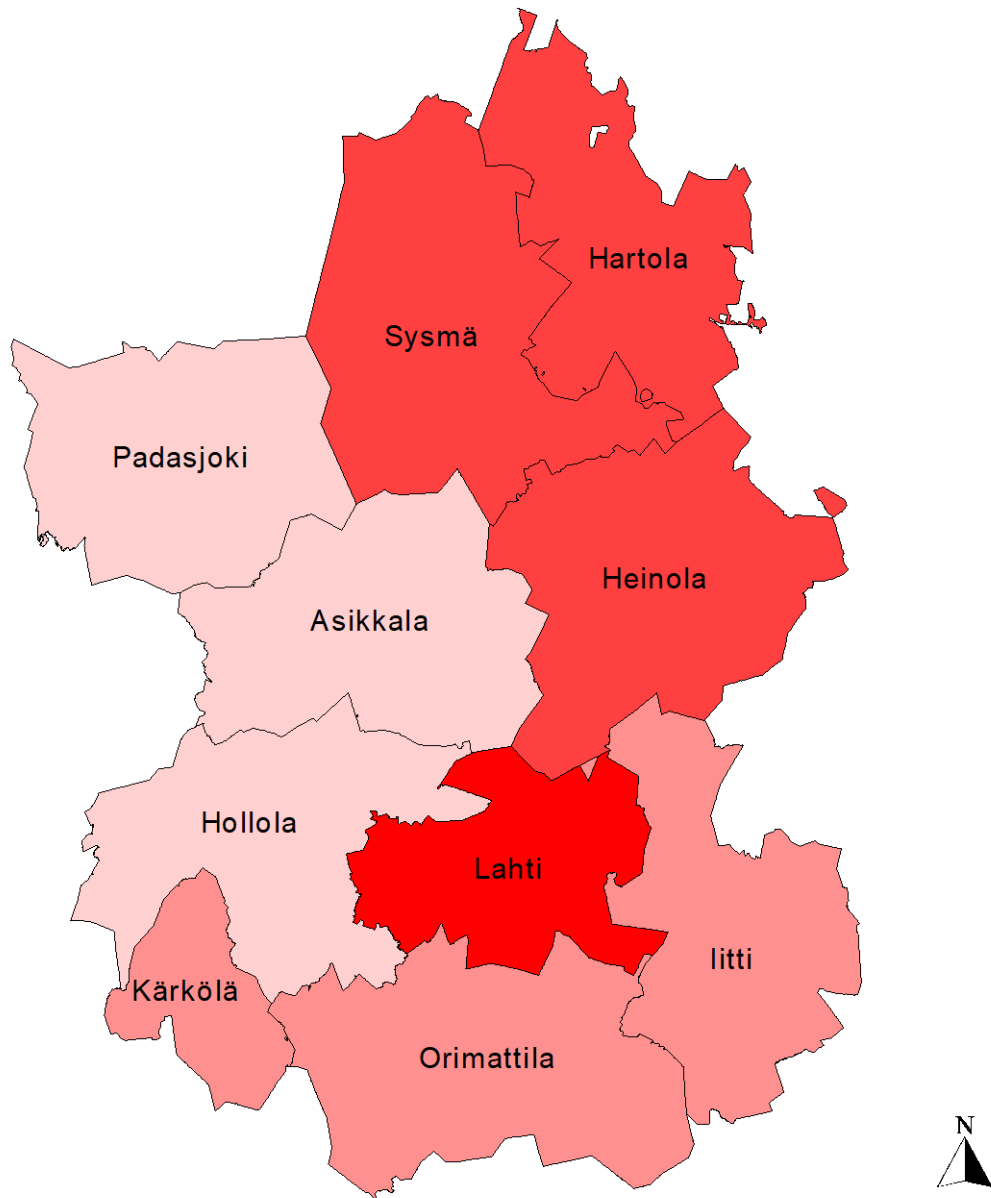 Hartola
Sysmä
Padasjoki
Heinola
Asikkala
Hollola
Lahti
Iitti
Kärkölä
Orimattila
N